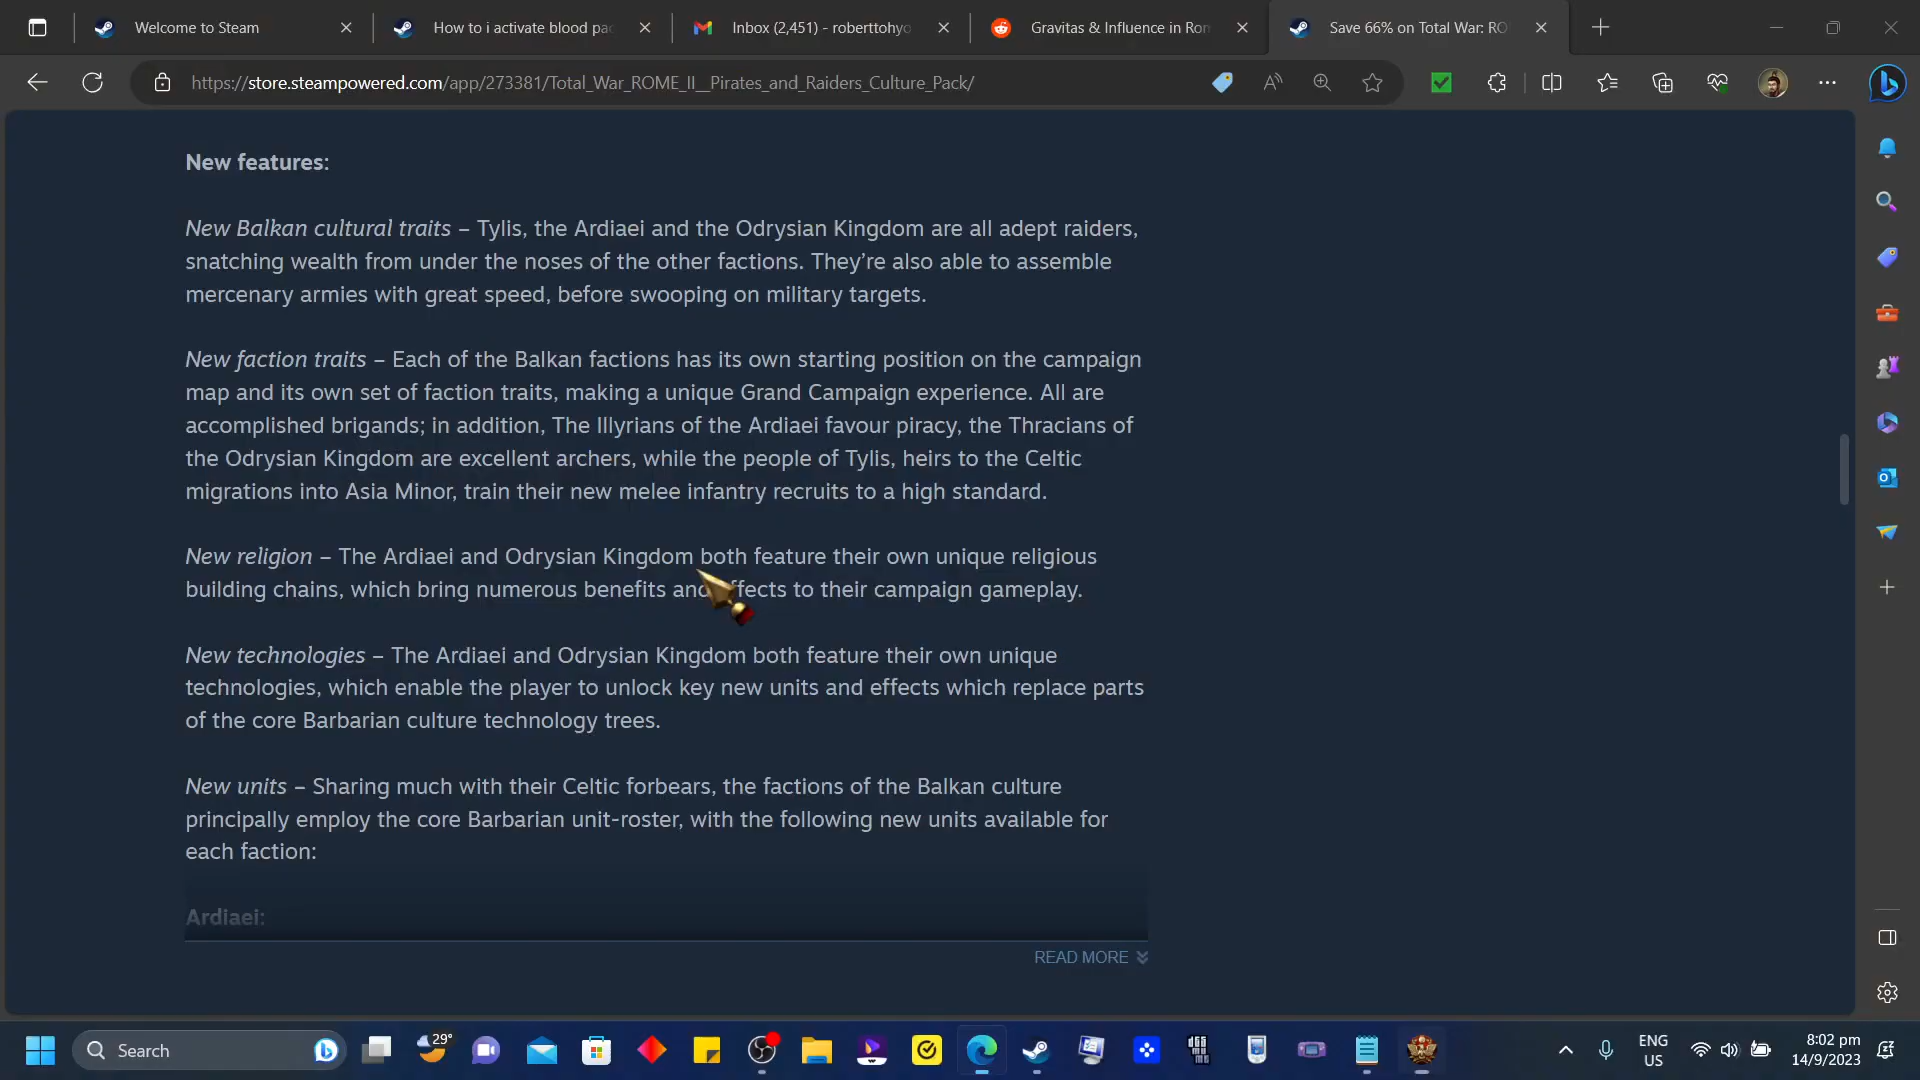 Welcome to Steam
How to i activate blood pac
Inbox (2,451) - roberttohyo
Gravitas & Influence in Rom
Save 66% on Total War: RO
https://store.steampowered.com/app/273381/Total_War_ROME_II__Pirates_and_Raiders_Culture_Pack/
New features:
New Balkan cultural traits – Tylis, the Ardiaei and the Odrysian Kingdom are all adept raiders,
snatching wealth from under the noses of the other factions. They’re also able to assemble
mercenary armies with great speed, before swooping on military targets.
New faction traits – Each of the Balkan factions has its own starting position on the campaign
map and its own set of faction traits, making a unique Grand Campaign experience. All are
accomplished brigands; in addition, The Illyrians of the Ardiaei favour piracy, the Thracians of
the Odrysian Kingdom are excellent archers, while the people of Tylis, heirs to the Celtic
migrations into Asia Minor, train their new melee infantry recruits to a high standard.
New religion – The Ardiaei and Odrysian Kingdom both feature their own unique religious
building chains, which bring numerous benefits and effects to their campaign gameplay.
New technologies – The Ardiaei and Odrysian Kingdom both feature their own unique
technologies, which enable the player to unlock key new units and effects which replace parts
of the core Barbarian culture technology trees.
New units – Sharing much with their Celtic forbears, the factions of the Balkan culture
principally employ the core Barbarian unit-roster, with the following new units available for
each faction:
Ardiaei:
READ MORE
Search
29°
ENG
US
8:02 pm
14/9/2023